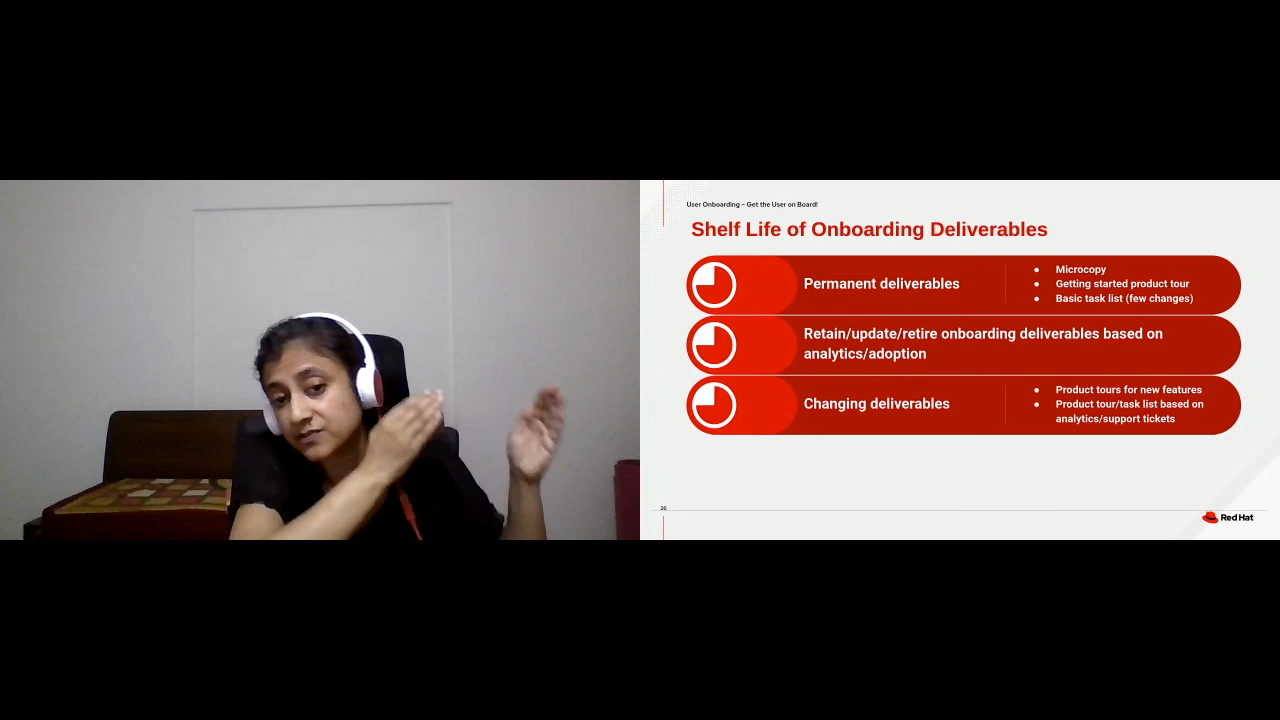 User Onboarding – Get the User on Board!
Shelf Life of Onboarding Deliverables
Permanent deliverables
● Microcopy
● Getting started product tour
● Basic task list (few changes)
Retain/update/retire onboarding deliverables based on
analytics/adoption
Changing deliverables
● Product tours for new features
● Product tour/task list based on
analytics/support tickets
26
Red Hat